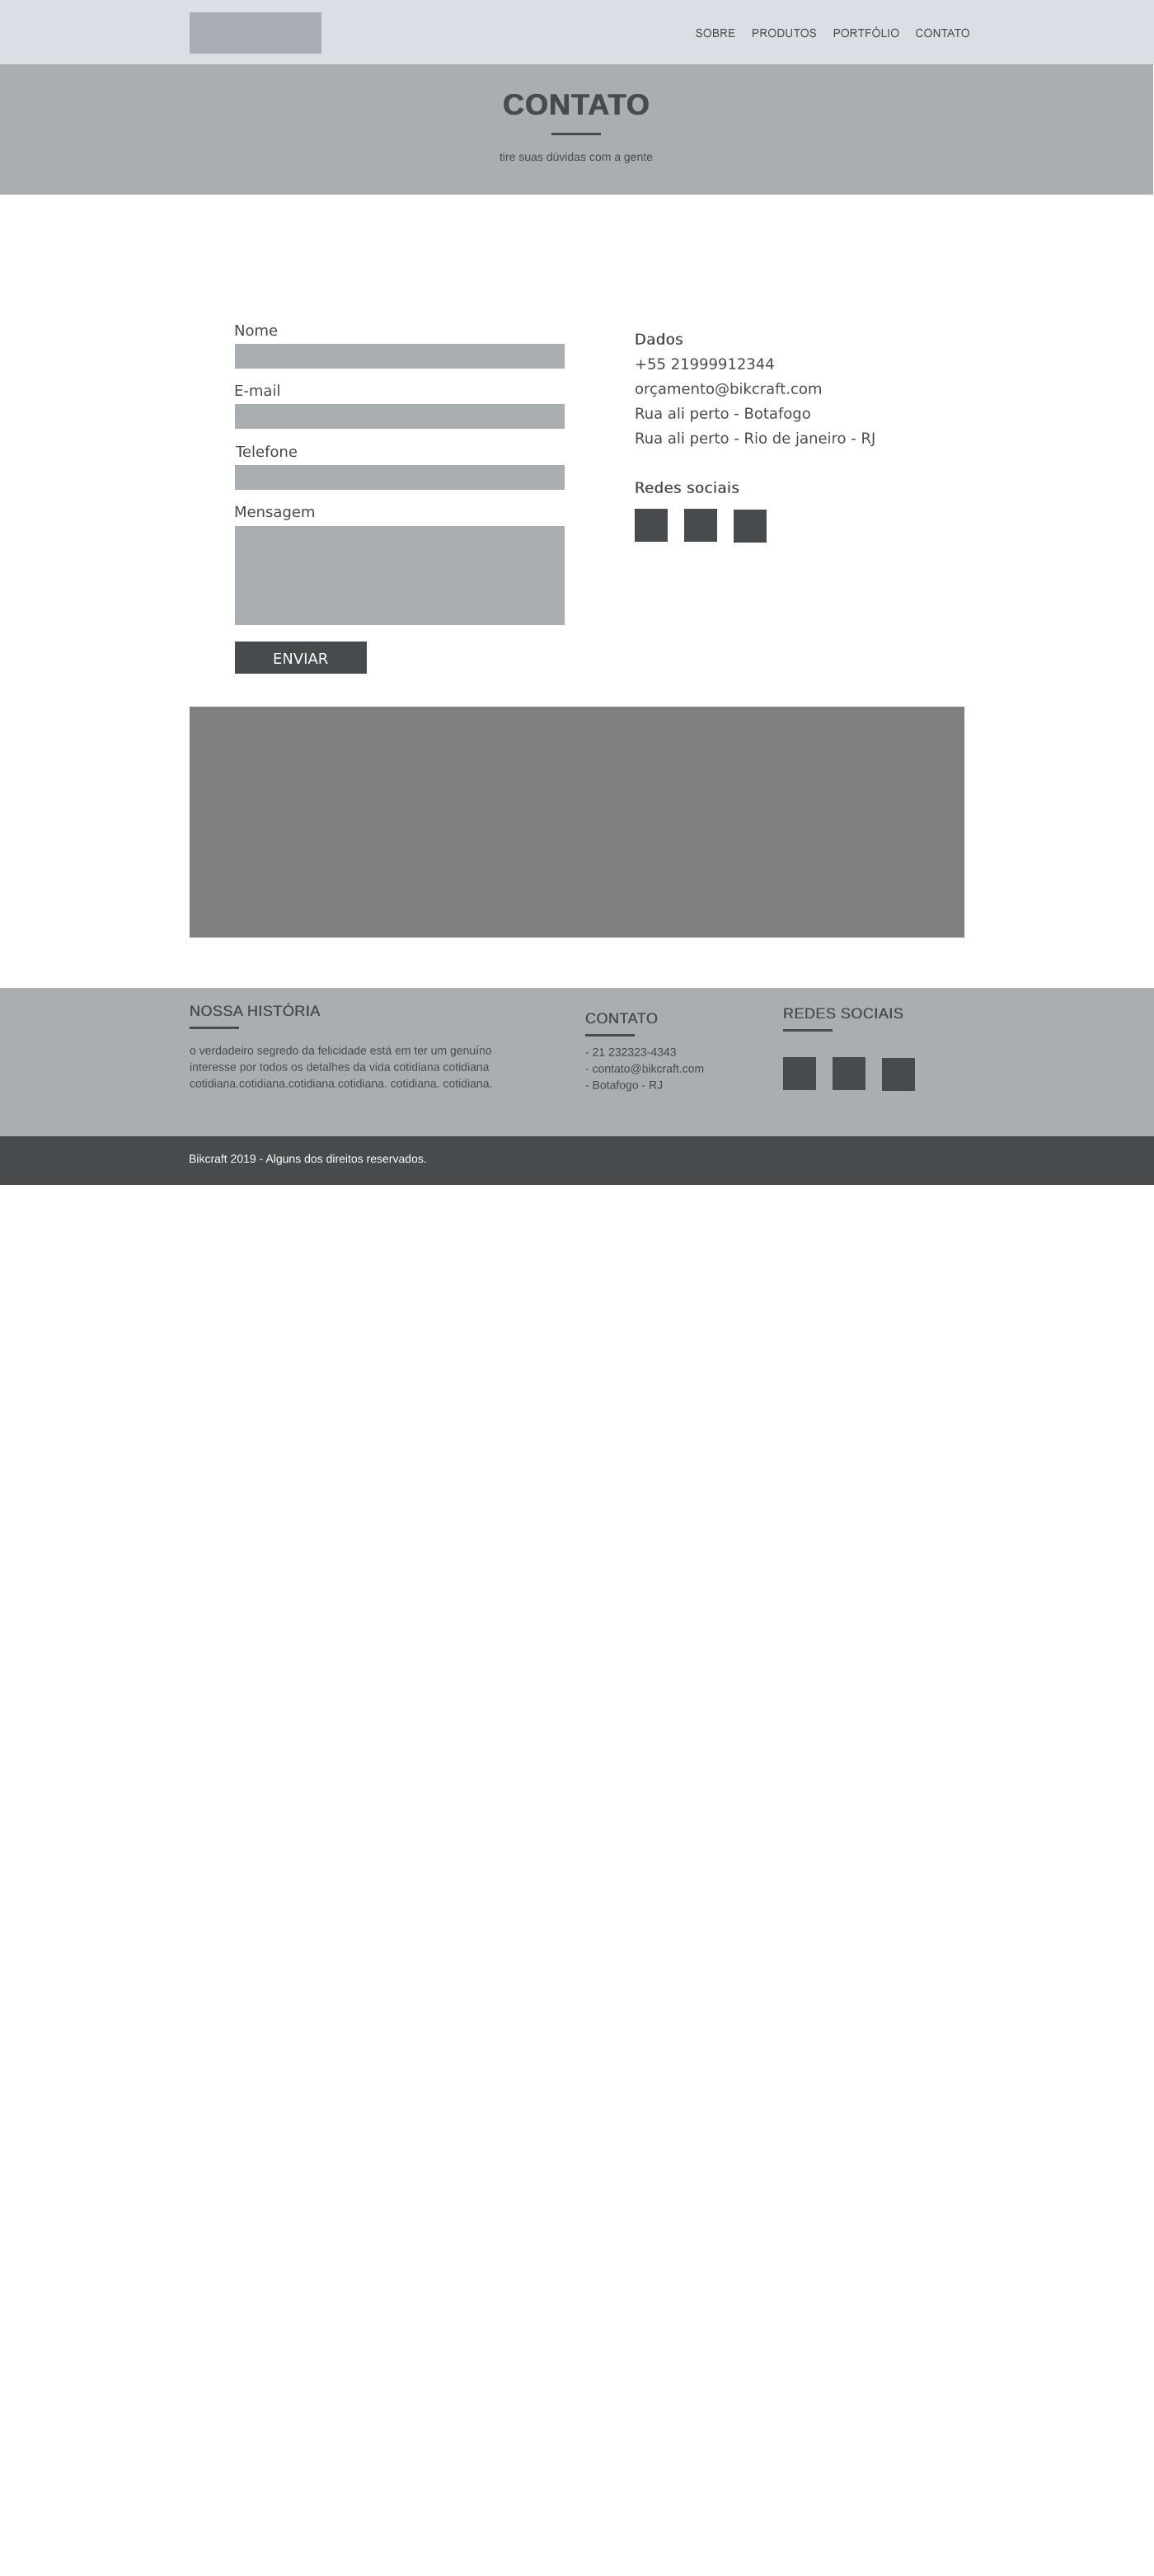 SOBRE PRODUTOS PORTFÓLIO CONTATO
CONTATO
tire suas dúvidas com a gente
Nome
E-mail
Telefone
Mensagem
ENVIAR
Dados
+55 21999912344
orçamento@bikcraft.com
Rua ali perto - Botafogo
Rua ali perto - Rio de janeiro - RJ
Redes sociais
NOSSA HISTÓRIA
o verdadeiro segredo da felicidade está em ter um genuíno
interesse por todos os detalhes da vida cotidiana cotidiana
cotidiana.cotidiana.cotidiana.cotidiana. cotidiana. cotidiana.
CONTATO
- 21 232323-4343
- contato@bikcraft.com
- Botafogo - RJ
REDES SOCIAIS
Bikcraft 2019 - Alguns dos direitos reservados.